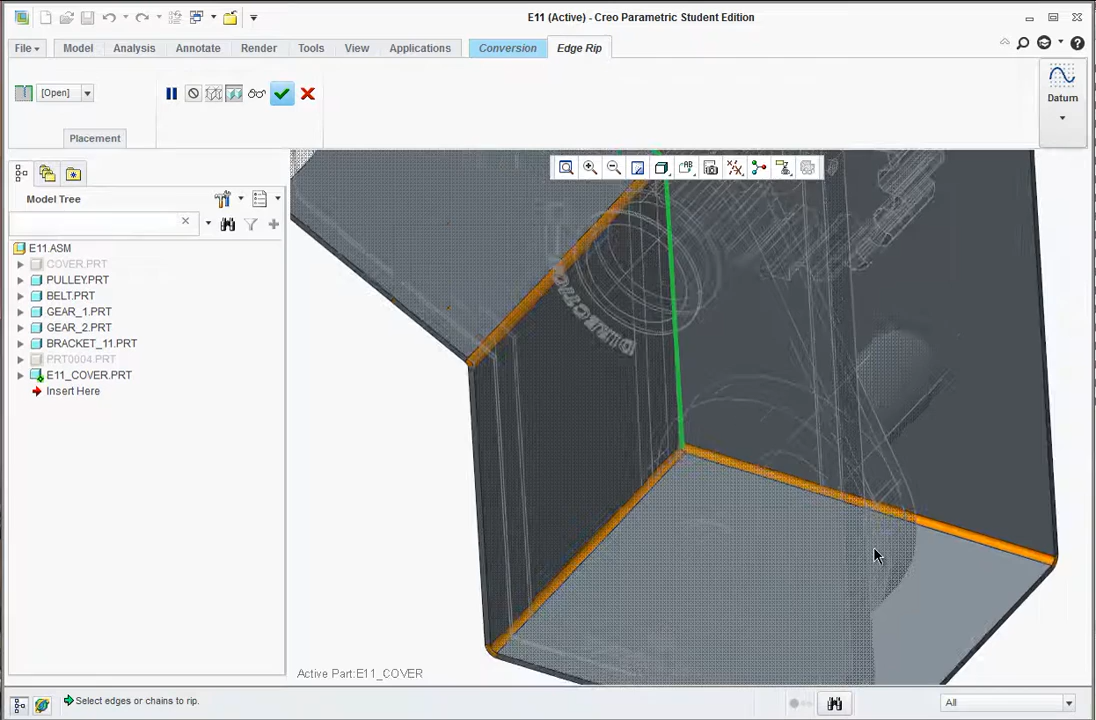 E11 (Active) - Creo Parametric Student Edition
File Model Analysis Annotate Render Tools View Applications Conversion Edge Rip
[Open]
Datum
Placement
Model Tree
E11.ASM
COVER.PRT
PULLEY.PRT
BELT.PRT
GEAR_1.PRT
GEAR_2.PRT
BRACKET_11.PRT
PRT0004.PRT
E11_COVER.PRT
Insert Here
Active Part:E11_COVER
Select edges or chains to rip.
All